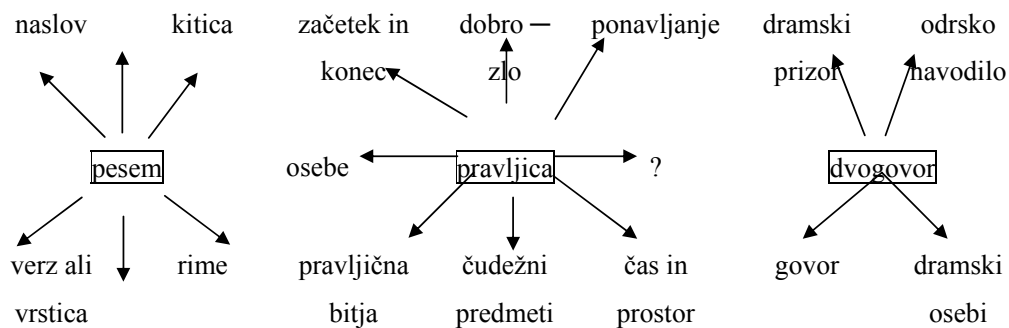 naslov kitica začetek in dobro – ponavljanje dramski odrsko
konec zlo prizor navodilo
pesem osebe pravljica ? dvogovor
verz ali rime pravljična čudežni čas in govor dramski
vrstica bitja predmeti prostor osebi